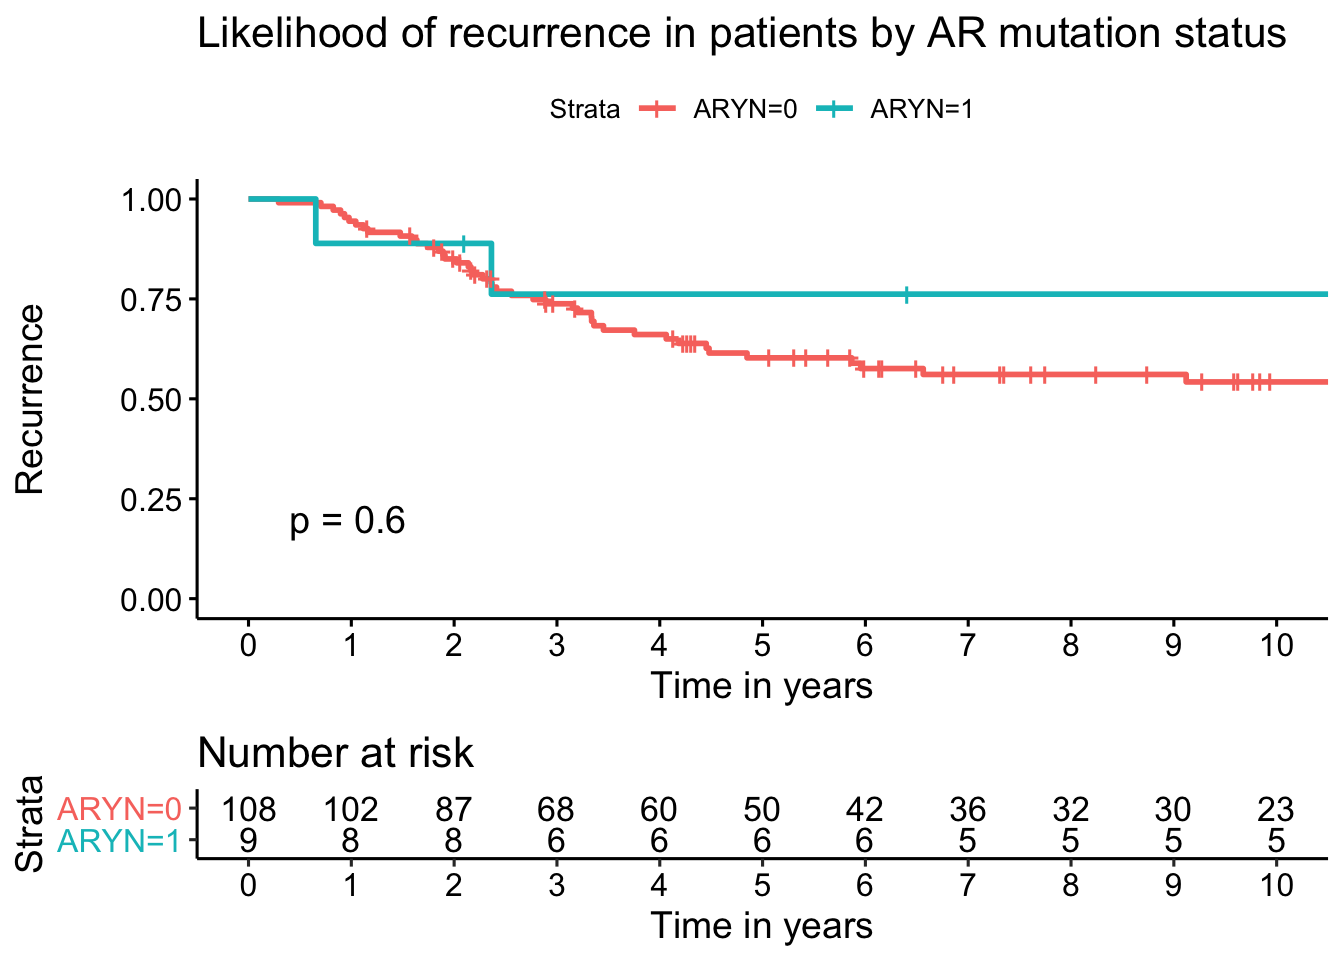 Likelihood of recurrence in patients by AR mutation status
Strata ARYN=0 ARYN=1
Recurrence
1.00
0.75
0.50
0.25
0.00
p = 0.6
0 1 2 3 4 5 6 7 8 9 10
Time in years
Number at risk
Strata
ARYN=0 108 102 87 68 60 50 42 36 32 30 23
ARYN=1 9 8 8 6 6 6 6 5 5 5 5
0 1 2 3 4 5 6 7 8 9 10
Time in years